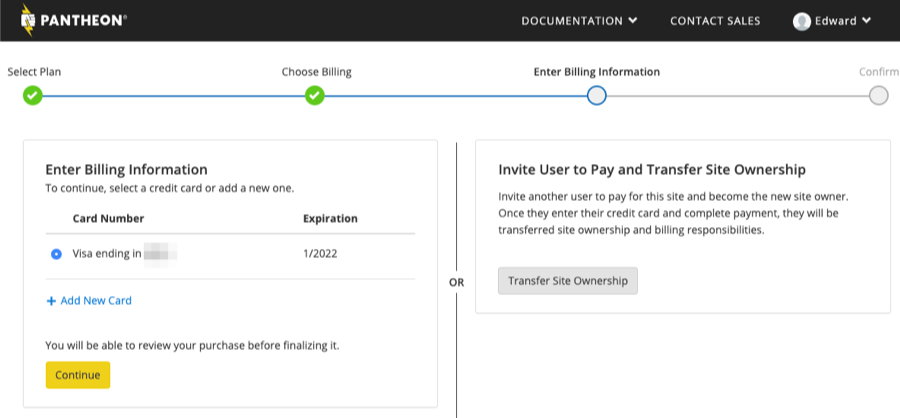 PANTHEON®
DOCUMENTATION
CONTACT SALES
Edward
Select Plan
Choose Billing
Enter Billing Information
Confirm
Enter Billing Information
To continue, select a credit card or add a new one.
Card Number
Expiration
Visa ending in
1/2022
+ Add New Card
You will be able to review your purchase before finalizing it.
Continue
OR
Invite User to Pay and Transfer Site Ownership
Invite another user to pay for this site and become the new site owner.
Once they enter their credit card and complete payment, they will be
transferred site ownership and billing responsibilities.
Transfer Site Ownership